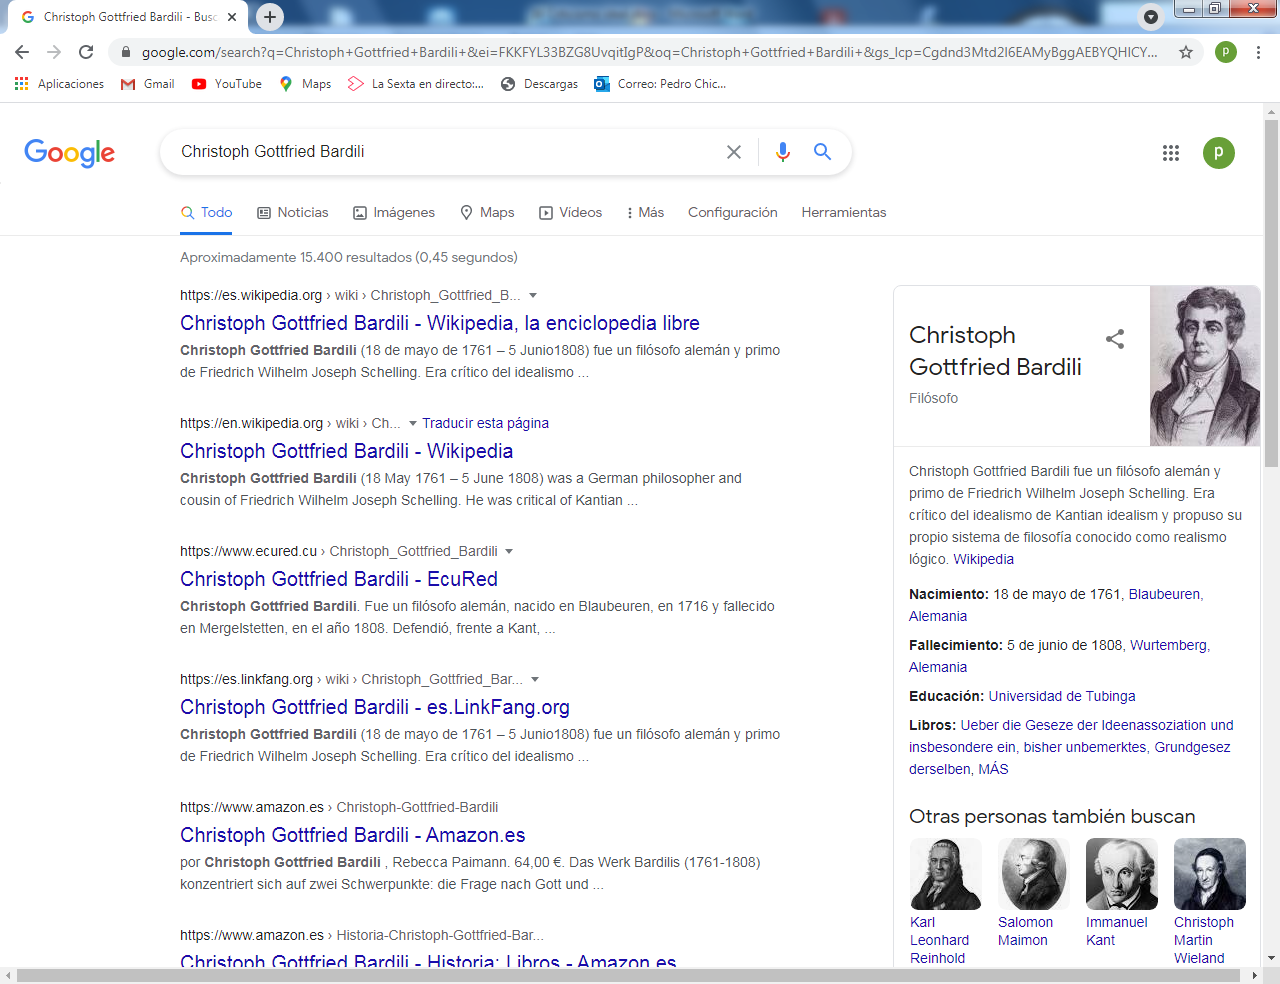 Christoph Gottfried Bardili - Busc
google.com/search?q=Christoph+Gottfried+Bardili+&ei=FKKFYL33BZG8UvqitIgP&oq=Christoph+Gottfried+Bardili+&gs_lcp=Cgdnd3Mtd2l6EAMyBggAEBYQHICY...
P
Aplicaciones
Gmail
YouTube
Maps
La Sexta en directo:...
Descargas
Correo: Pedro Chic...
Google
Christoph Gottfried Bardili
p
Todo
Noticias
Imágenes
Maps
Vídeos
Más
Configuración
Herramientas
Aproximadamente 15.400 resultados (0,45 segundos)
https://es.wikipedia.org › wiki › Christoph_Gottfried_B...
Christoph Gottfried Bardili - Wikipedia, la enciclopedia libre
Christoph Gottfried Bardili (18 de mayo de 1761 – 5 Junio1808) fue un filósofo alemán y primo
de Friedrich Wilhelm Joseph Schelling. Era crítico del idealismo ...
https://en.wikipedia.org › wiki › Ch... Traducir esta página
Christoph Gottfried Bardili - Wikipedia
Christoph Gottfried Bardili (18 May 1761 – 5 June 1808) was a German philosopher and
cousin of Friedrich Wilhelm Joseph Schelling. He was critical of Kantian ...
https://www.ecured.cu › Christoph_Gottfried_Bardili
Christoph Gottfried Bardili - EcuRed
Christoph Gottfried Bardili. Fue un filósofo alemán, nacido en Blaubeuren, en 1716 y fallecido
en Mergelstetten, en el año 1808. Defendió, frente a Kant, ...
https://es.linkfang.org › wiki › Christoph_Gottfried_Bar...
Christoph Gottfried Bardili - es.LinkFang.org
Christoph Gottfried Bardili (18 de mayo de 1761 – 5 Junio1808) fue un filósofo alemán y primo
de Friedrich Wilhelm Joseph Schelling. Era crítico del idealismo ...
https://www.amazon.es › Christoph-Gottfried-Bardili
Christoph Gottfried Bardili - Amazon.es
por Christoph Gottfried Bardili , Rebecca Paimann. 64,00 €. Das Werk Bardilis (1761-1808)
konzentriert sich auf zwei Schwerpunkte: die Frage nach Gott und ...
https://www.amazon.es › Historia-Christoph-Gottfried-Bar...
Christoph Gottfried Bardili - Historia: Libros - Amazon.es
Christoph
Gottfried Bardili
Filósofo
Christoph Gottfried Bardili fue un filósofo alemán y
primo de Friedrich Wilhelm Joseph Schelling. Era
crítico del idealismo de Kantian idealism y propuso su
propio sistema de filosofía conocido como realismo
lógico. Wikipedia
Nacimiento: 18 de mayo de 1761, Blaubeuren,
Alemania
Fallecimiento: 5 de junio de 1808, Wurtemberg,
Alemania
Educación: Universidad de Tubinga
Libros: Ueber die Geseze der Ideenassoziation und
insbesondere ein, bisher unbemerktes, Grundgesez
derselben, MÁS
Otras personas también buscan
Karl
Leonhard
Reinhold
Salomon
Maimon
Immanuel
Kant
Christoph
Martin
Wieland